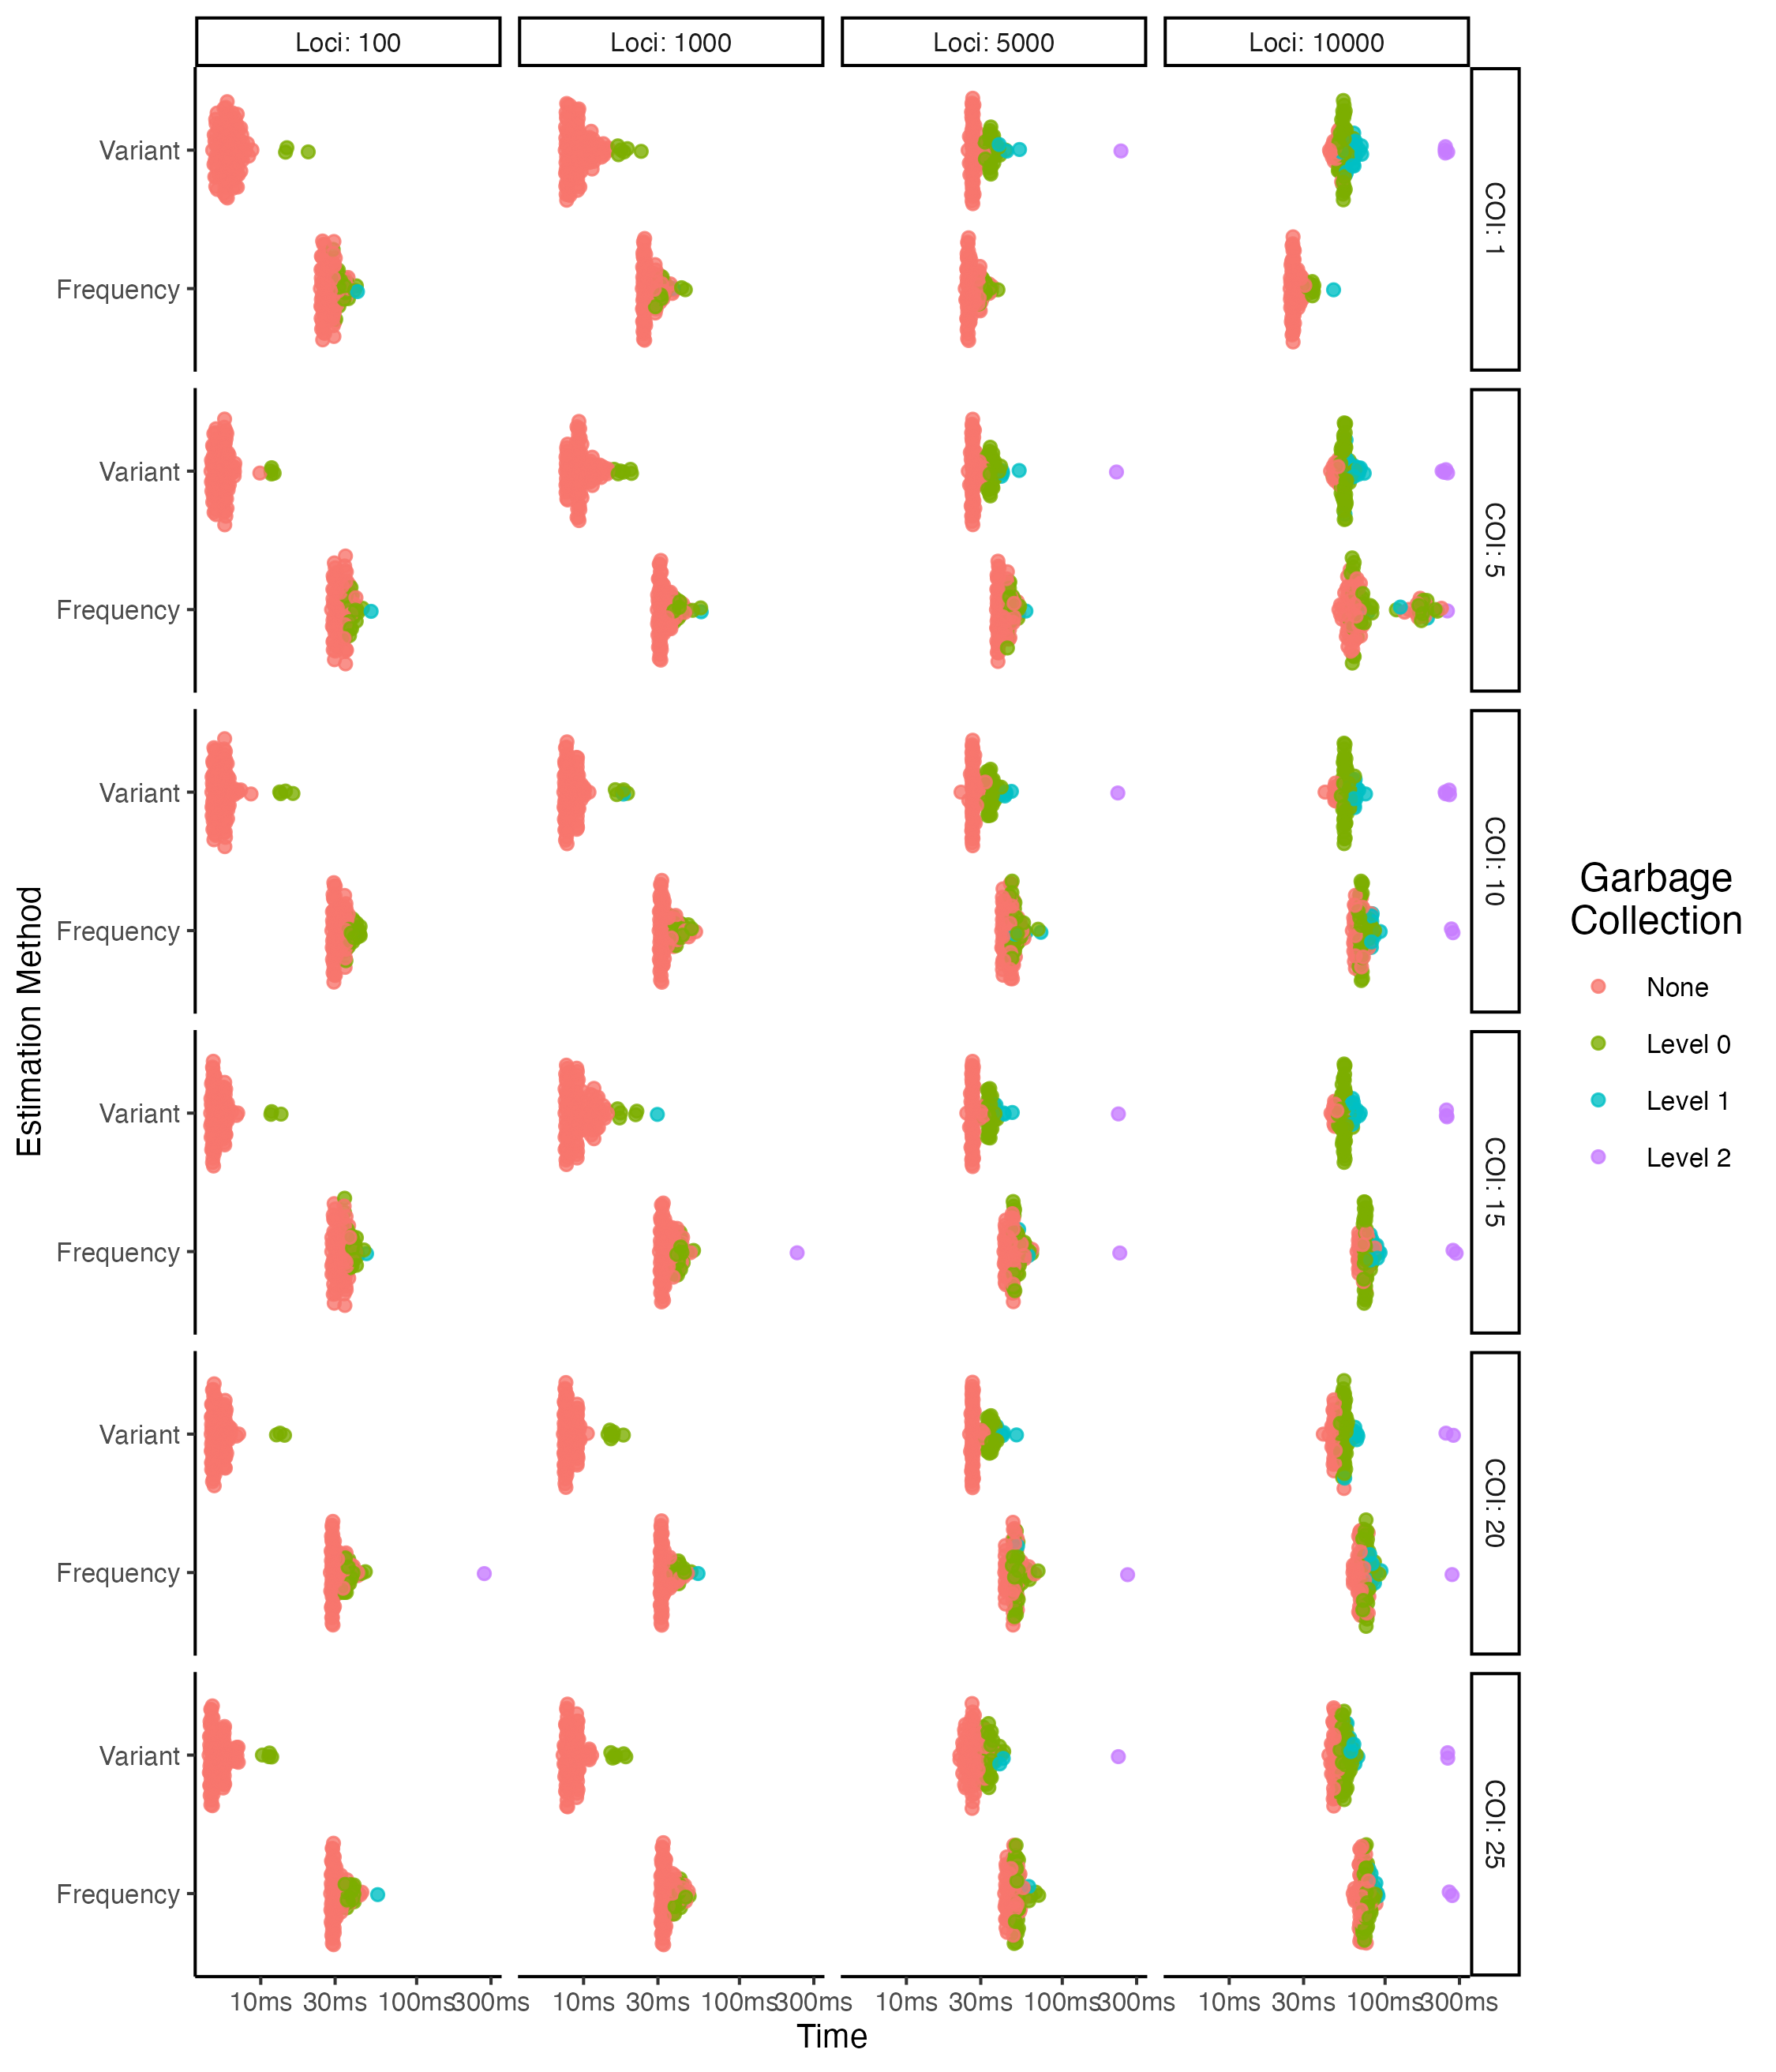 Loci: 100 Loci: 1000 Loci: 5000 Loci: 10000
Variant
Frequency
COI: 1
Variant
Frequency
COI: 5
Variant
Frequency
COI: 10
Variant
Frequency
COI: 15
Variant
Frequency
COI: 20
Variant
Frequency
COI: 25
Estimation Method
10ms 30ms 100ms 300ms 10ms 30ms 100ms 300ms 10ms 30ms 100ms 300ms 10ms 30ms 100ms 300ms
Time
Garbage
Collection
None
Level 0
Level 1
Level 2